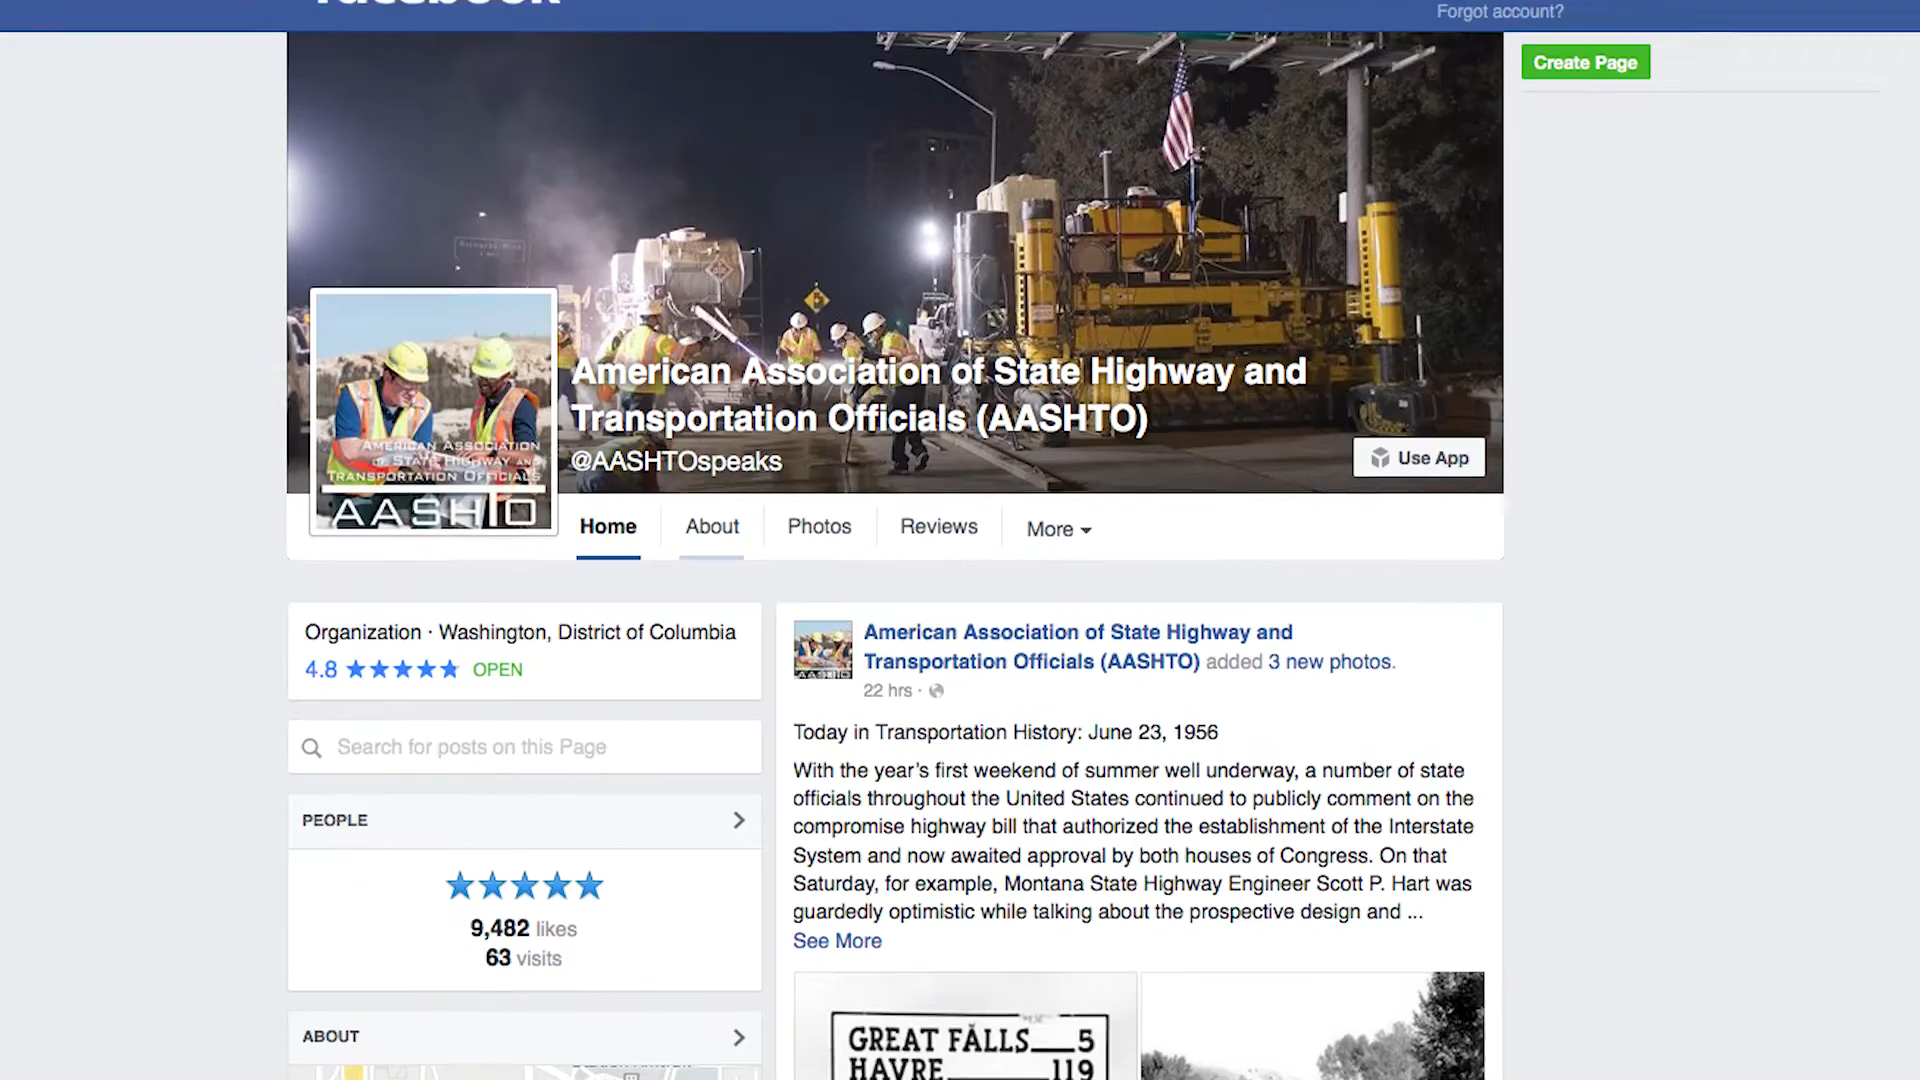 facebook
Forgot account?
Create Page
American Association of State Highway and
Transportation Officials (AASHTO)
@AASHTOspeaks
Use App
AMERICAN ASSOCIATION
OF STATE HIGHWAY AND
TRANSPORTATION OFFICIALS
AASHTO
Home
About
Photos
Reviews
More
Organization · Washington, District of Columbia
4.8
OPEN
Search for posts on this Page
PEOPLE
9,482 likes
63 visits
ABOUT
American Association of State Highway and
Transportation Officials (AASHTO) added 3 new photos.
22 hrs ·
Today in Transportation History: June 23, 1956
With the year’s first weekend of summer well underway, a number of state
officials throughout the United States continued to publicly comment on the
compromise highway bill that authorized the establishment of the Interstate
System and now awaited approval by both houses of Congress. On that
Saturday, for example, Montana State Highway Engineer Scott P. Hart was
guardedly optimistic while talking about the prospective design and ...
See More
GREAT FALLS 5
HAVRE 119